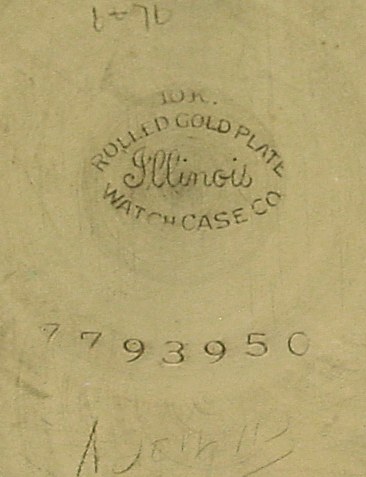 10K.
ROLLED GOLD PLATE
Illinois
WATCH CASE CO
7793950